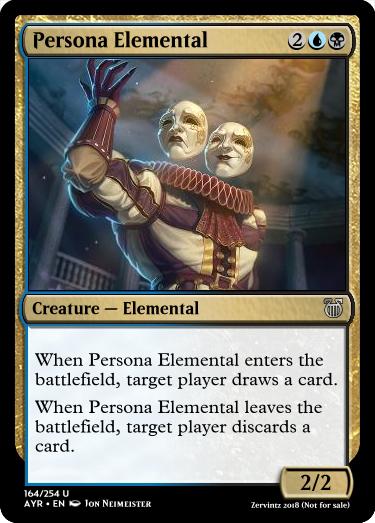 Persona Elemental 2
Creature — Elemental
When Persona Elemental enters the
battlefield, target player draws a card.
When Persona Elemental leaves the
battlefield, target player discards a
card.
2/2
164/254 U
AYR • EN Jon Neimeister
Zervintz 2018 (Not for sale)